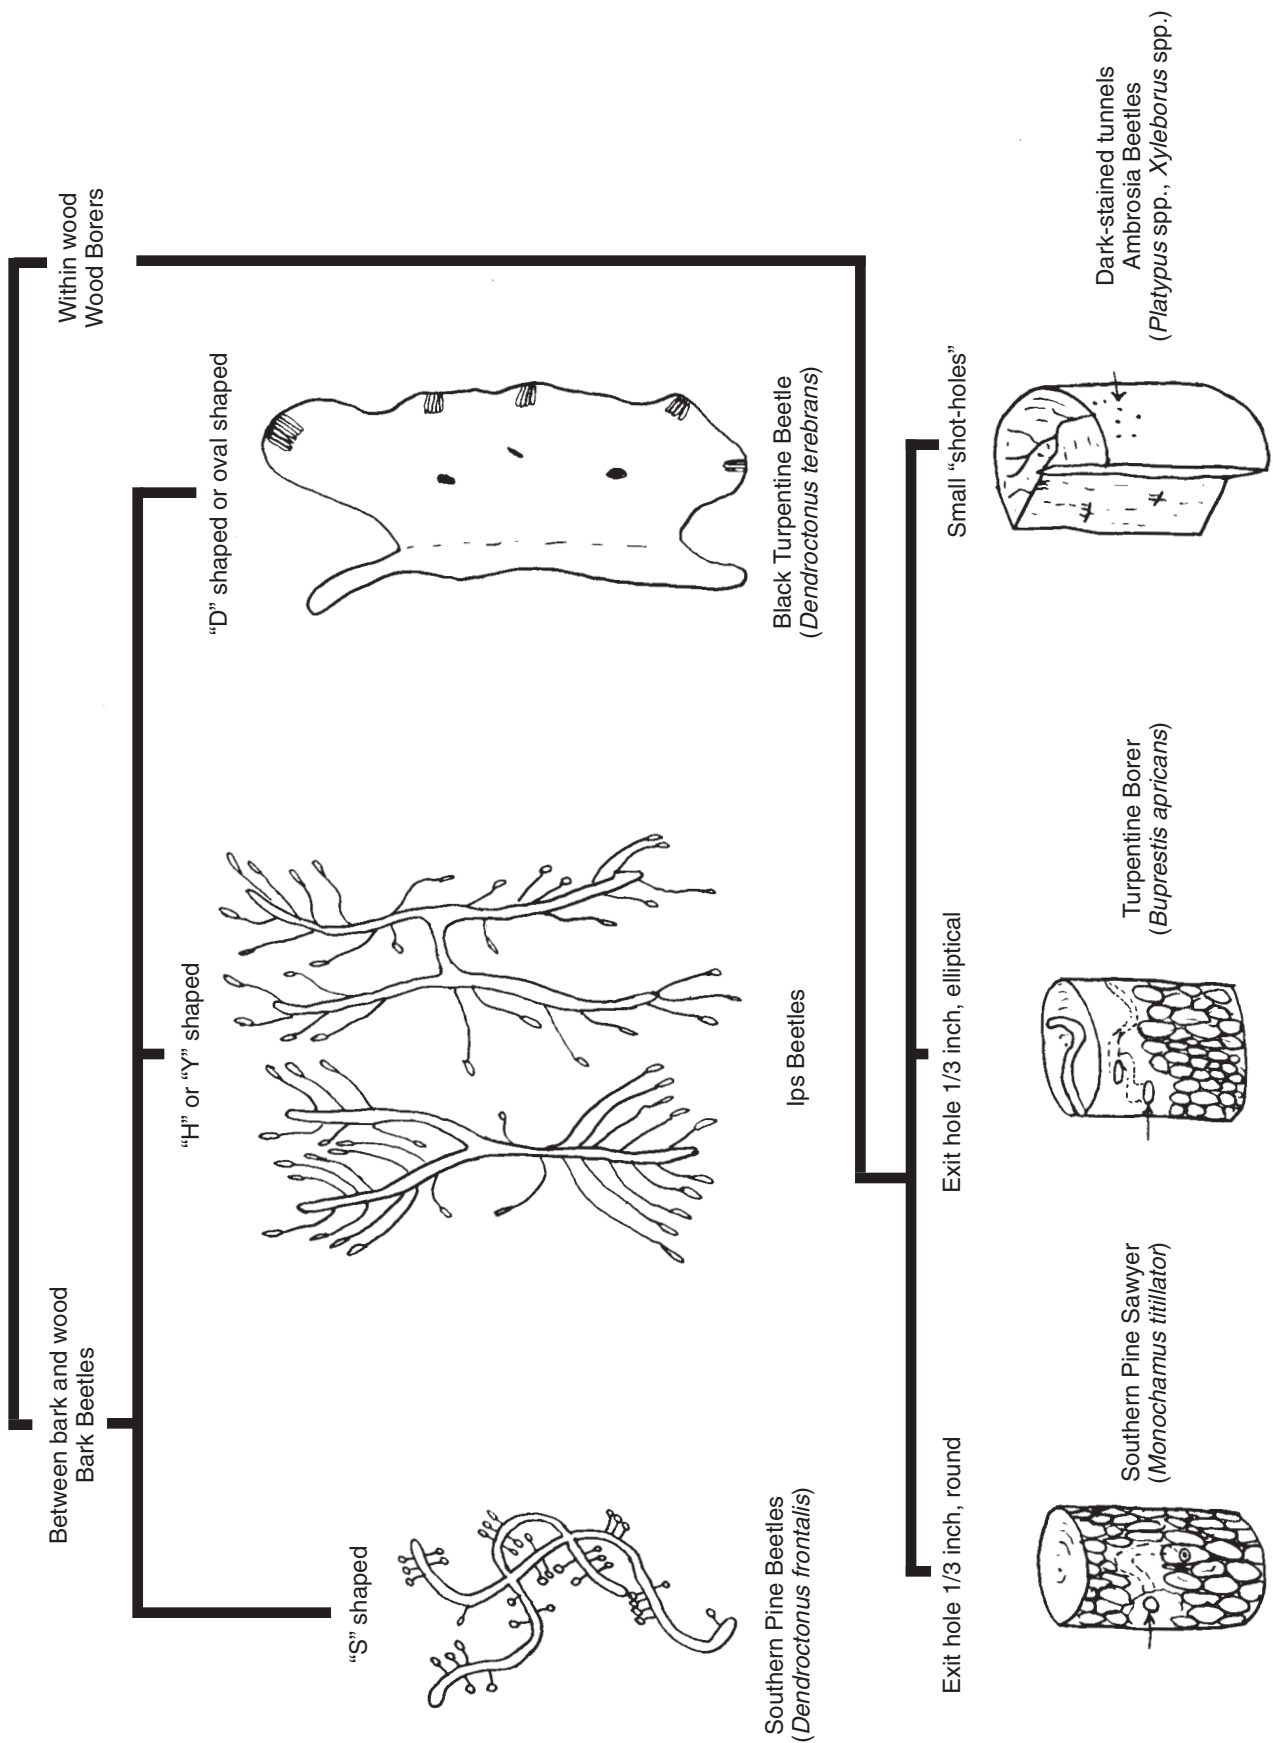 Between bark and wood
Bark Beetles
Within wood
Wood Borers
“S” shaped
“H” or “Y” shaped
“D” shaped or oval shaped
Southern Pine Beetles
(Dendroctonus frontalis)
Ips Beetles
Black Turpentine Beetle
(Dendroctonus terebrans)
Exit hole 1/3 inch, round
Exit hole 1/3 inch, elliptical
Small “shot-holes”
Southern Pine Sawyer
(Monochamus titillator)
Turpentine Borer
(Buprestis apricans)
Dark-stained tunnels
Ambrosia Beetles
(Platypus spp., Xyleborus spp.)